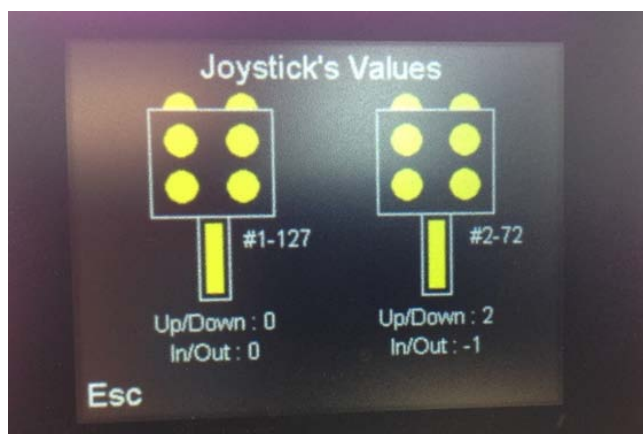 Joystick's Values
#1-127
#2-72
Up/Down : 0
Up/Down : 2
In/Out : 0
In/Out : -1
Esc